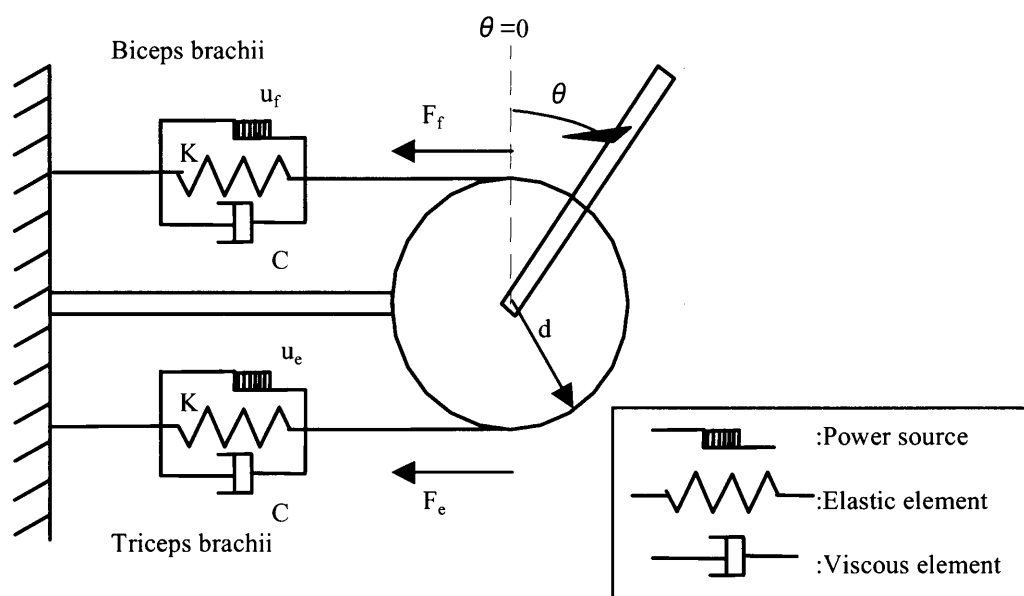 θ=0
Biceps brachii
u_f
θ
F_f
K
C
d
u_e
K
:Power source
F_e
:Elastic element
C
Triceps brachii
:Viscous element